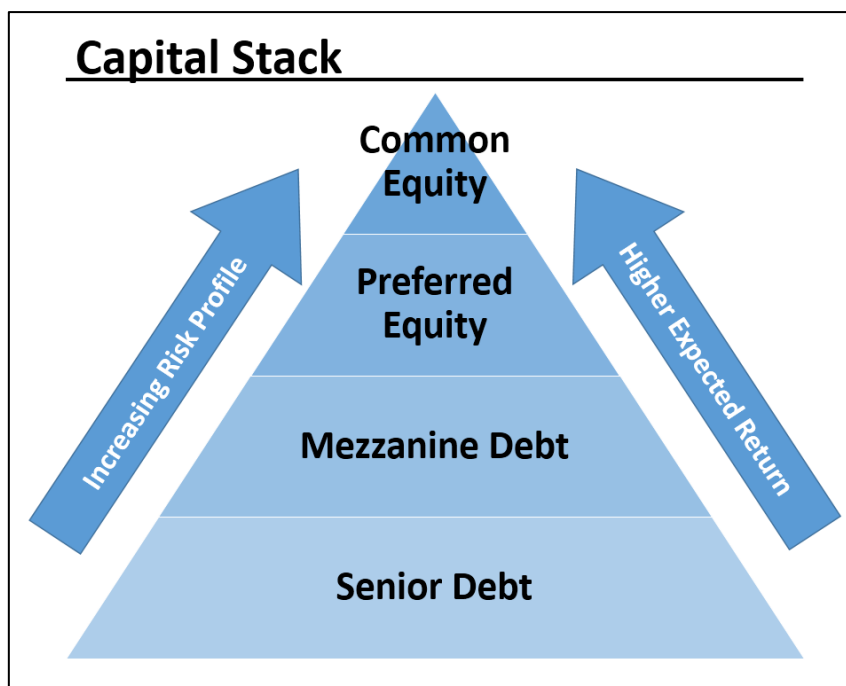 Capital Stack
Common
Equity
Preferred
Equity
Mezzanine Debt
Senior Debt
Increasing Risk Profile
Higher Expected Return